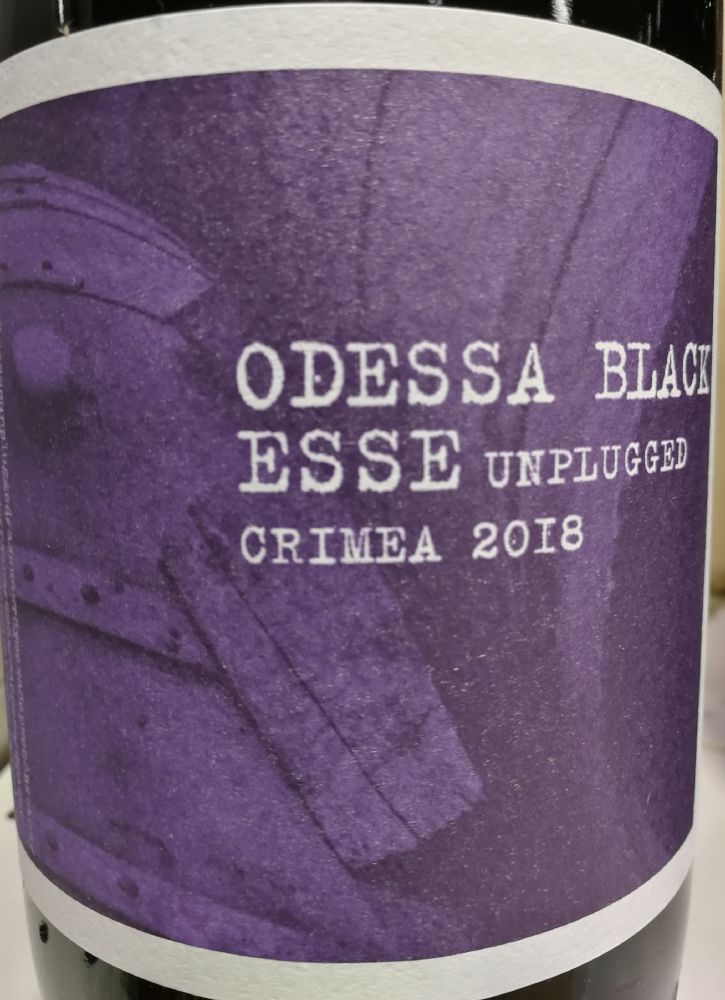 ODESSA BLACK
ESSE UNPLUGGED
CRIMEA 2018